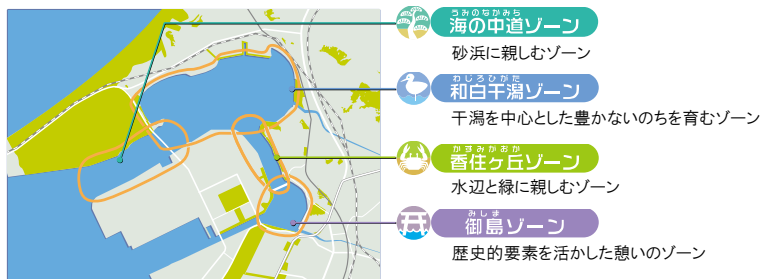 うみのなかみち
海の中道ゾーン
砂浜に親しむゾーン
わじろひがた
和白干潟ゾーン
干潟を中心とした豊かないのちを育むゾーン
かすみがおか
香住ヶ丘ゾーン
水辺と緑に親しむゾーン
みしま
御島ゾーン
歴史的要素を活かした憩いのゾーン